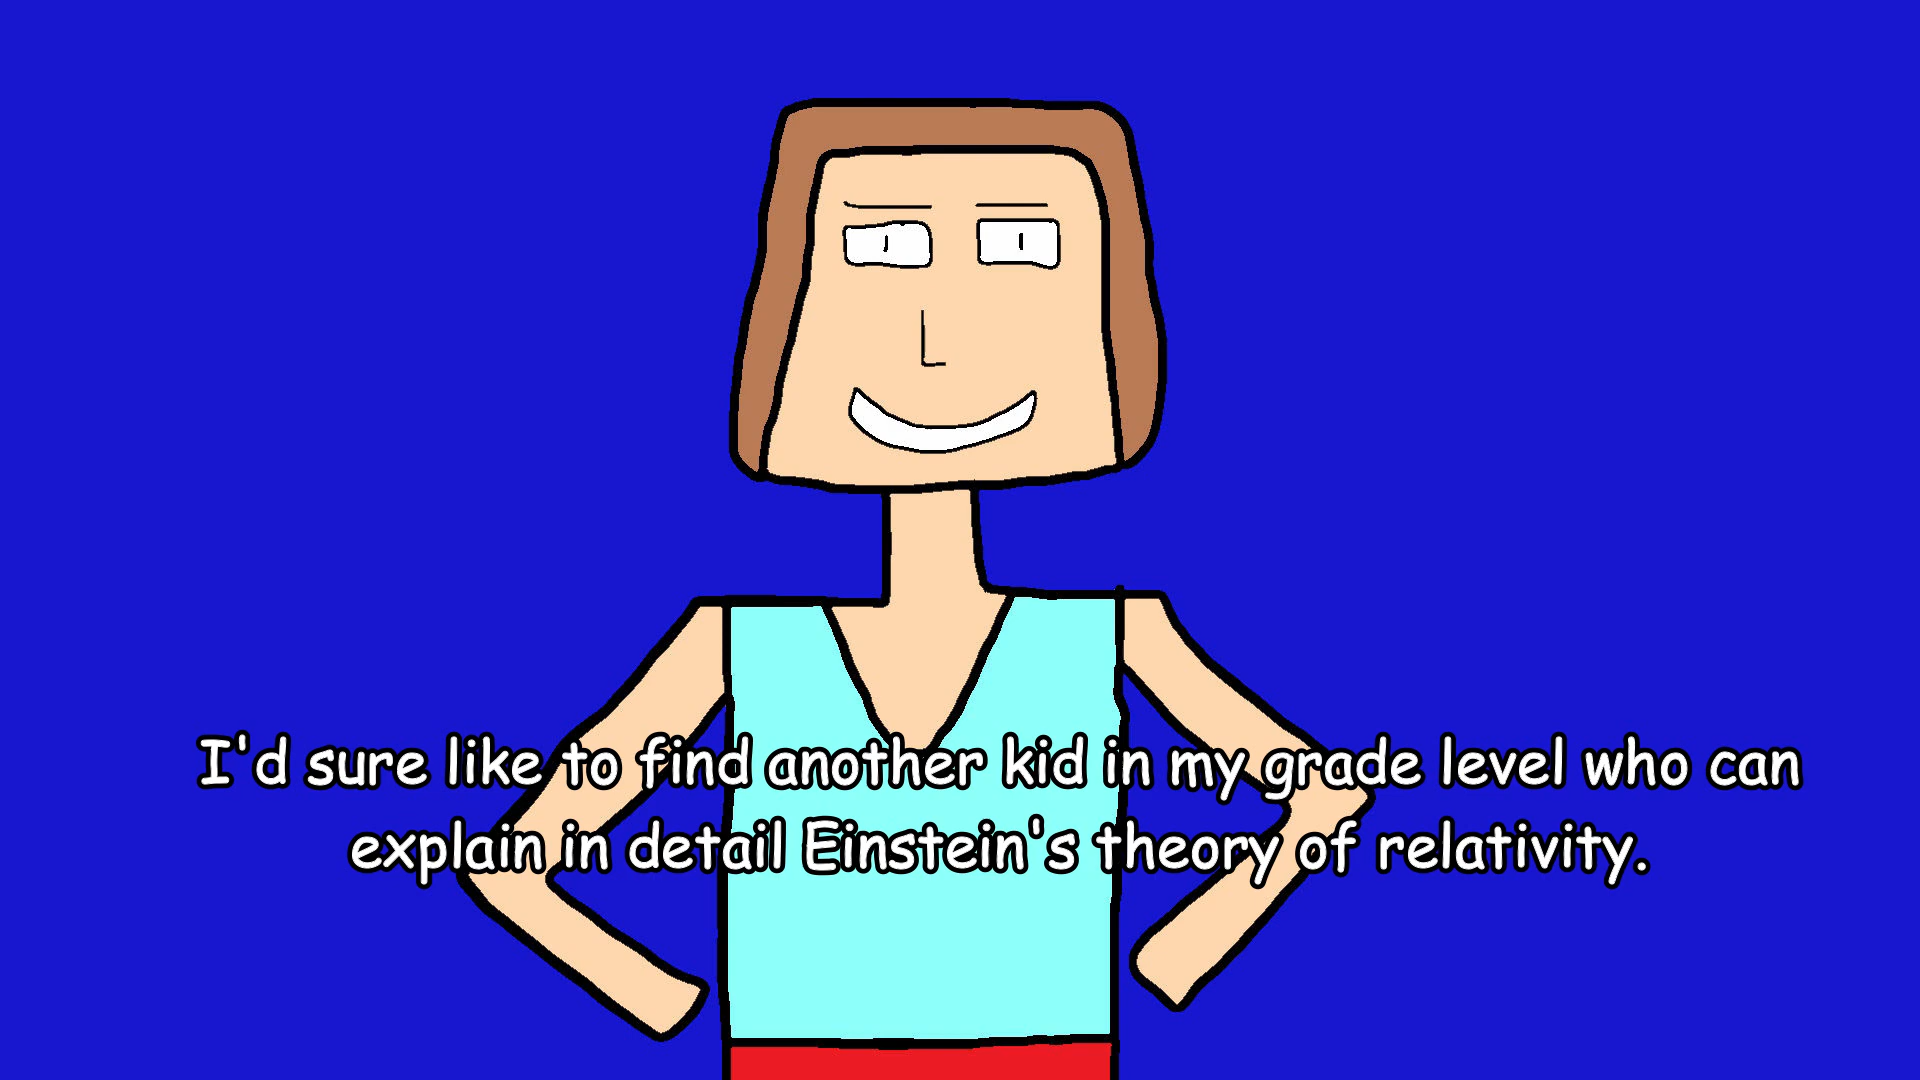 I'd sure like to find another kid in my grade level who can
explain in detail Einstein's theory of relativity.